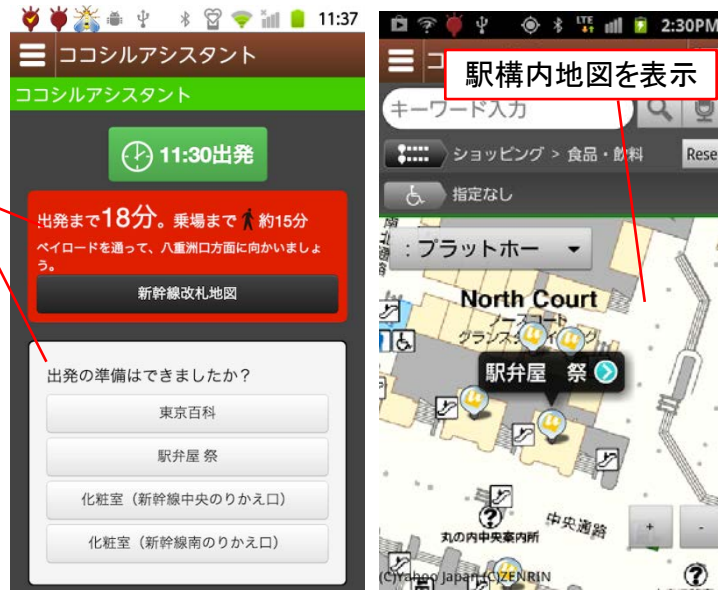 11:37
ココシルアシスタント
ココシルアシスタント
11:30出発
出発まで18分。乗場まで 約15分
ペイロードを通って、八重洲口方面に向かいましょ
う。
新幹線改札地図
出発の準備はできましたか？
東京百科
駅弁屋 祭
化粧室（新幹線中央のりかえ口）
化粧室（新幹線南のりかえ口）
LTE
2:30PM
コ
駅構内地図を表示
キーワード入力
ショッピング > 食品・飲料
Rese
指定なし
：プラットホー
North Court
ノースコート
駅弁屋 祭
中央通路
丸の内中央案内所
+
-
(C)Yahoo Japan,(C)ZENRIN